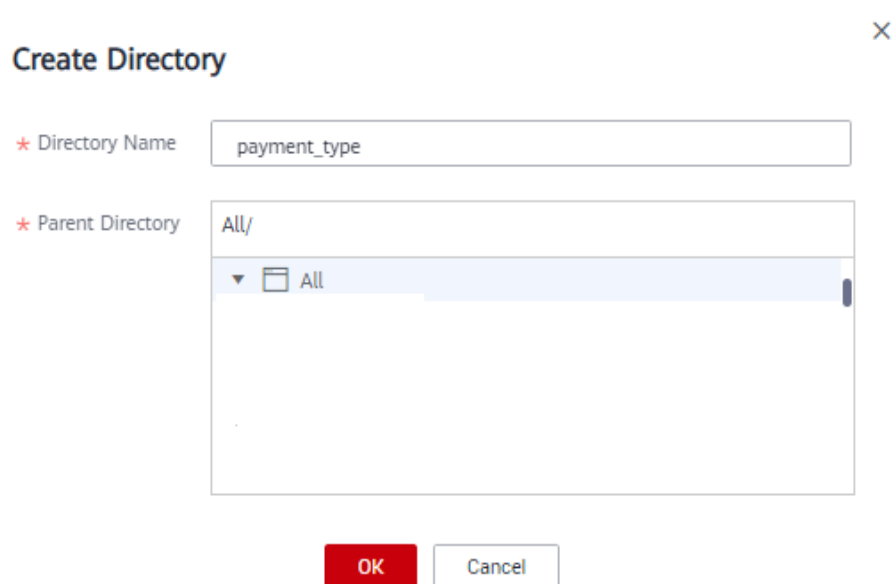 Create Directory
* Directory Name payment_type
* Parent Directory All/
All
OK Cancel